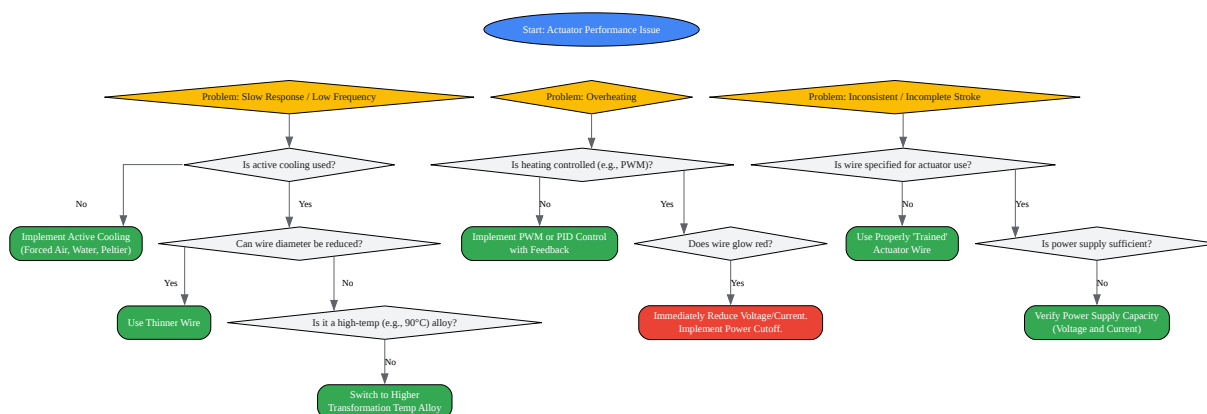 Start: Actuator Performance Issue
Problem: Slow Response / Low Frequency
Problem: Overheating
Problem: Inconsistent / Incomplete Stroke
Is active cooling used?
Is heating controlled (e.g., PWM)?
Is wire specified for actuator use?
No
Yes
No
Yes
No
Yes
Implement Active Cooling
(Forced Air, Water, Peltier)
Can wire diameter be reduced?
Implement PWM or PID Control
with Feedback
Does wire glow red?
Use Properly 'Trained'
Actuator Wire
Is power supply sufficient?
Yes
No
Yes
No
Use Thinner Wire
Is it a high-temp (e.g., 90°C) alloy?
Immediately Reduce Voltage/Current.
Implement Power Cutoff.
Verify Power Supply Capacity
(Voltage and Current)
No
Switch to Higher
Transformation Temp Alloy